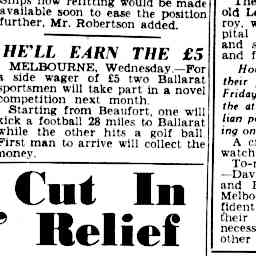 ships now refitting would be made
available soon to ease the position
further, Mr. Robertson added.
HE'LL EARN THE £5
MELBOURNE, Wednesday.—For
a side wager of £5 two Ballarat
sportsmen will take part in a novel
competition next month.
Starting from Beaufort, one will
kick a football 28 miles to Ballarat
while the other hits a golf ball.
First man to arrive will collect the
money.
Cut In
Relief
The
old L
roy, w
pital
and s
and f
Ho
their
Friday
the at
lian p
ing on
A c
watch
To-r
—Dav
and
Melbo
fident
their
necess
other